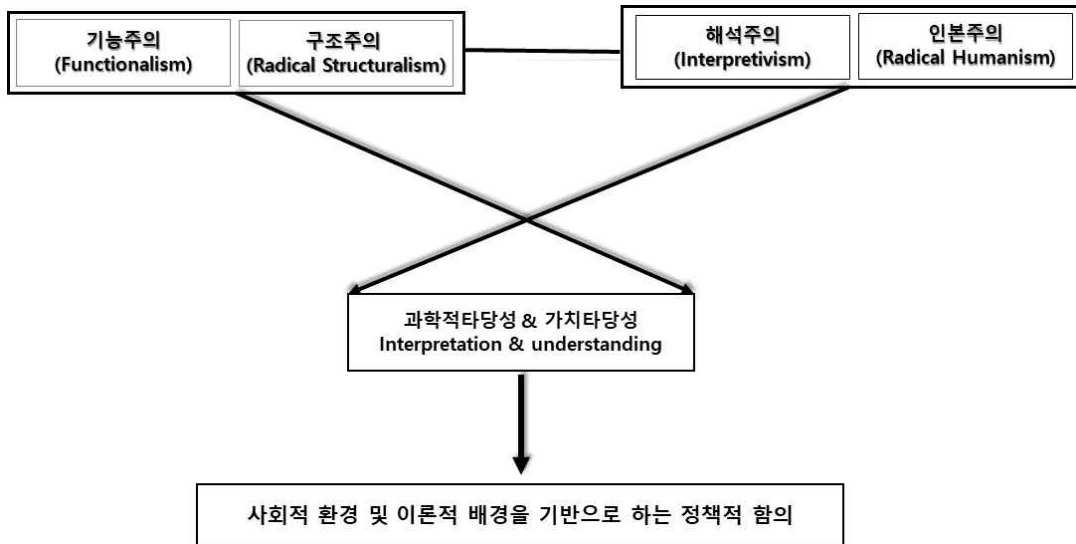 기능주의
(Functionalism)
구조주의
(Radical Structuralism)
해석주의
(Interpretivism)
인본주의
(Radical Humanism)
과학적타당성 & 가치타당성
Interpretation & understanding
사회적 환경 및 이론적 배경을 기반으로 하는 정책적 함의